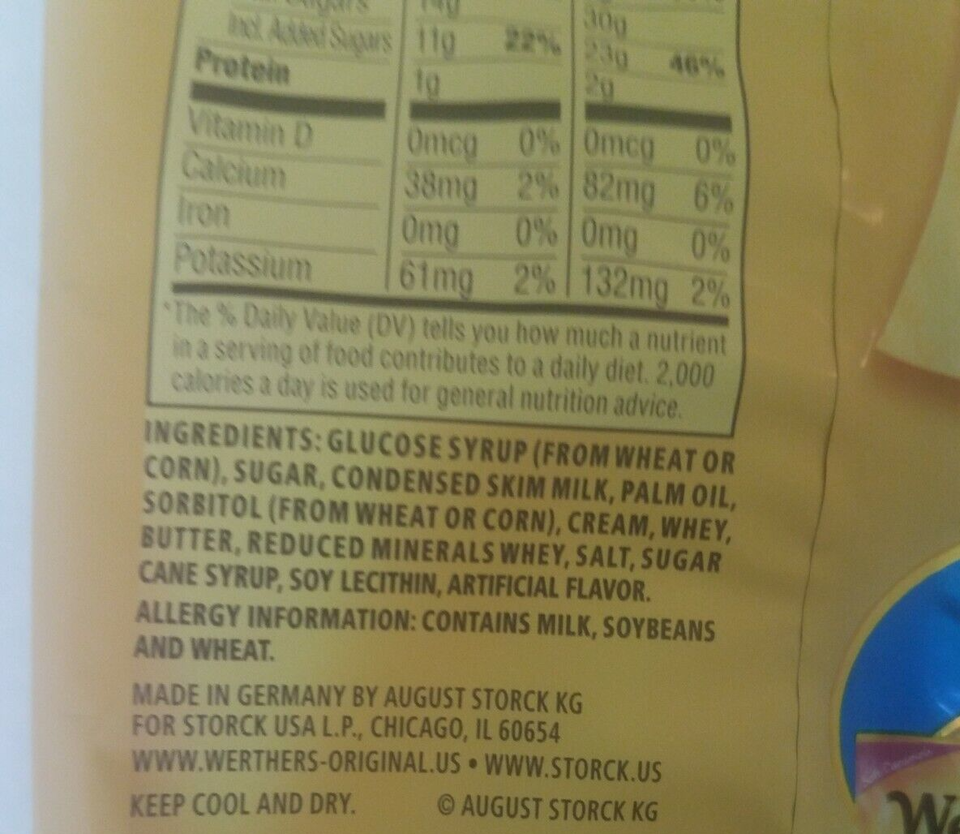 Incl. Added Sugars 11g 22% 23g 46%
Protein 1g 2g
Vitamin D 0mcg 0% 0mcg 0%
Calcium 38mg 2% 82mg 6%
Iron 0mg 0% 0mg 0%
Potassium 61mg 2% 132mg 2%
*The % Daily Value (DV) tells you how much a nutrient
in a serving of food contributes to a daily diet. 2,000
calories a day is used for general nutrition advice.
INGREDIENTS: GLUCOSE SYRUP (FROM WHEAT OR
CORN), SUGAR, CONDENSED SKIM MILK, PALM OIL,
SORBITOL (FROM WHEAT OR CORN), CREAM, WHEY,
BUTTER, REDUCED MINERALS WHEY, SALT, SUGAR
CANE SYRUP, SOY LECITHIN, ARTIFICIAL FLAVOR.
ALLERGY INFORMATION: CONTAINS MILK, SOYBEANS
AND WHEAT.
MADE IN GERMANY BY AUGUST STORCK KG
FOR STORCK USA L.P., CHICAGO, IL 60654
WWW.WERTHERS-ORIGINAL.US • WWW.STORCK.US
KEEP COOL AND DRY. © AUGUST STORCK KG